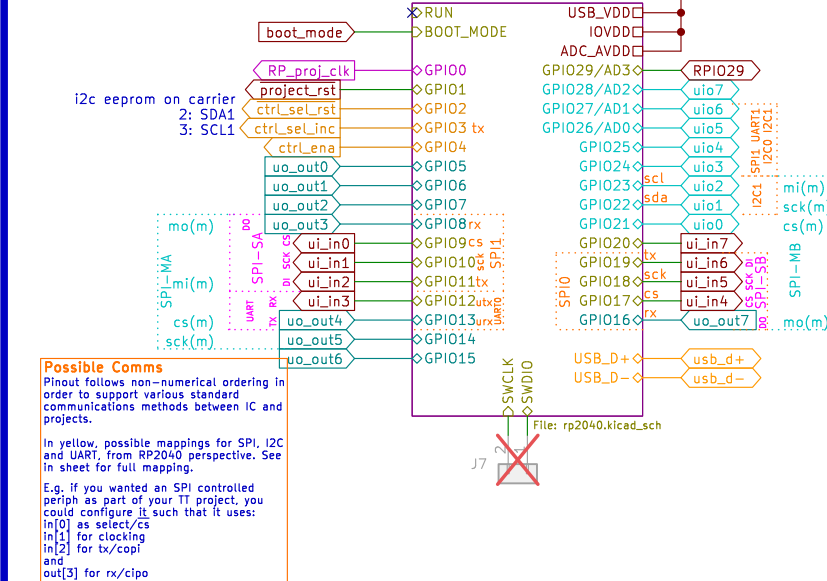 RUN
BOOT_MODE
boot_mode
USB_VDD
IOVDD
ADC_AVDD
RP_proj_clk
GPIO0
GPIO29/AD3
RPIO29
project_rst
GPIO1
GPIO28/AD2
uio7
i2c eeprom on carrier
2: SDA1
3: SCL1
ctrl_sel_rst
GPIO2
GPIO27/AD1
uio6
ctrl_sel_inc
GPIO3 tx
GPIO26/AD0
uio5
ctrl_ena
GPIO4
GPIO25
uio4
SPI1 UART1
I2C0 I2C1
uo_out0
GPIO5
GPIO24
uio3
uo_out1
GPIO6
GPIO23
scl
uio2
I2C1
mi(m)
uo_out2
GPIO7
GPIO22
sda
uio1
sck(m)
mo(m)
DO
uo_out3
GPIO8 rx
GPIO21
uio0
cs(m)
SPI-MA
SPI-SA
SCK CS
ui_in0
GPIO9 cs
SPI1
GPIO20
ui_in7
ui_in1
GPIO10 sck
GPIO19
tx
ui_in6
SCK DI
SPI-SB
SPI-MB
mi(m)
DI
ui_in2
GPIO11 tx
SPI0
GPIO18
sck
ui_in5
UART
RX
ui_in3
GPIO12 utx
UART0
GPIO17
cs
ui_in4
CS
cs(m)
TX
uo_out4
GPIO13 urx
GPIO16
rx
uo_out7
DO
mo(m)
sck(m)
uo_out5
GPIO14
uo_out6
GPIO15
USB_D+
usb_d+
USB_D-
usb_d-
SWCLK
SWDIO
File: rp2040.kicad_sch
J7
2
1
Possible Comms
Pinout follows non-numerical ordering in
order to support various standard
communications methods between IC and
projects.
In yellow, possible mappings for SPI, I2C
and UART, from RP2040 perspective. See
in sheet for full mapping.
E.g. if you wanted an SPI controlled
periph as part of your TT project, you
could configure it such that it uses:
in[0] as select/cs
in[1] for clocking
in[2] for tx/copi
and
out[3] for rx/cipo